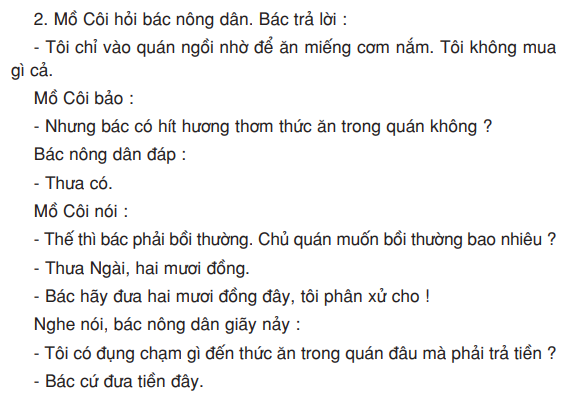 2. Mồ Côi hỏi bác nông dân. Bác trả lời :
- Tôi chỉ vào quán ngồi nhờ để ăn miếng cơm nắm. Tôi không mua
gì cả.
Mồ Côi bảo :
- Nhưng bác có hít hương thơm thức ăn trong quán không ?
Bác nông dân đáp :
- Thưa có.
Mồ Côi nói :
- Thế thì bác phải bồi thường. Chủ quán muốn bồi thường bao nhiêu ?
- Thưa Ngài, hai mươi đồng.
- Bác hãy đưa hai mươi đồng đây, tôi phân xử cho !
Nghe nói, bác nông dân giãy nảy :
- Tôi có đụng chạm gì đến thức ăn trong quán đâu mà phải trả tiền ?
- Bác cứ đưa tiền đây.